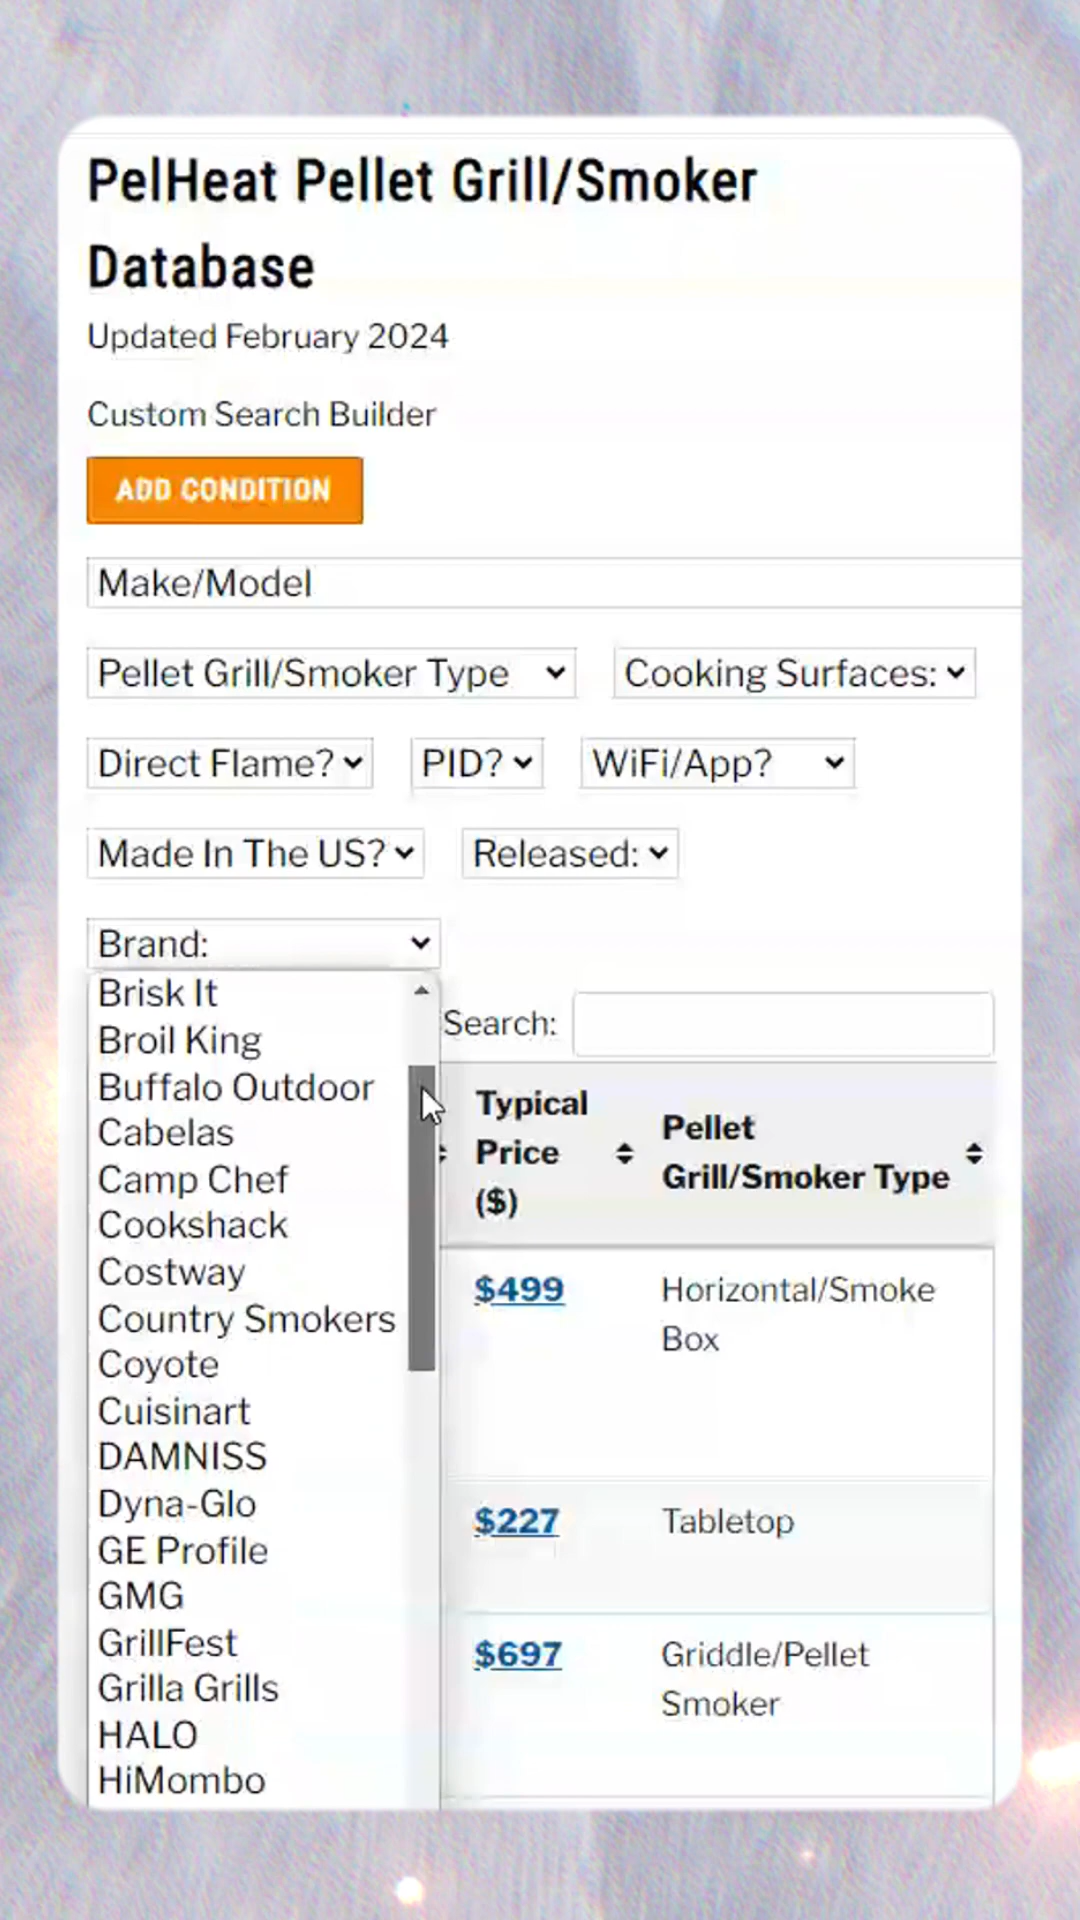 PelHeat Pellet Grill/Smoker
Database
Updated February 2024
Custom Search Builder
ADD CONDITION
Make/Model
Pellet Grill/Smoker Type
Cooking Surfaces:
Direct Flame?
PID?
WiFi/App?
Made In The US?
Released:
Brand:
Brisk It
Broil King
Buffalo Outdoor
Cabelas
Camp Chef
Cookshack
Costway
Country Smokers
Coyote
Cuisinart
DAMNISS
Dyna-Glo
GE Profile
GMG
GrillFest
Grilla Grills
HALO
HiMombo
Search:
Typical
Price
($)
Pellet
Grill/Smoker Type
$499
Horizontal/Smoke
Box
$227
Tabletop
$697
Griddle/Pellet
Smoker